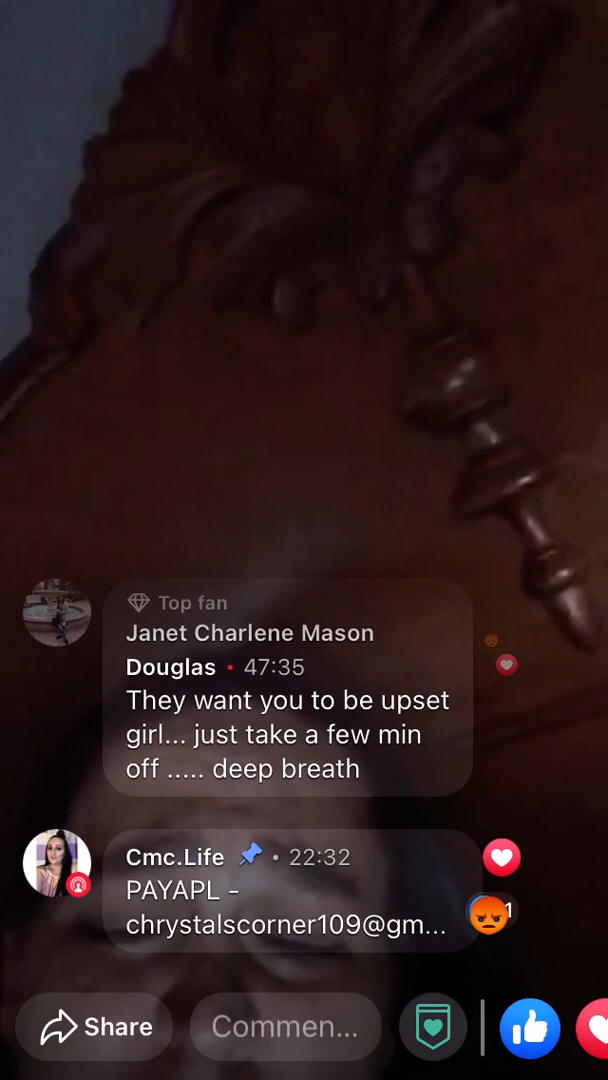 Top fan
Janet Charlene Mason
Douglas • 47:35
They want you to be upset
girl... just take a few min
off ..... deep breath
Cmc.Life • 22:32
PAYAPL -
chrystalscorner109@gm...
1
Share
Commen...